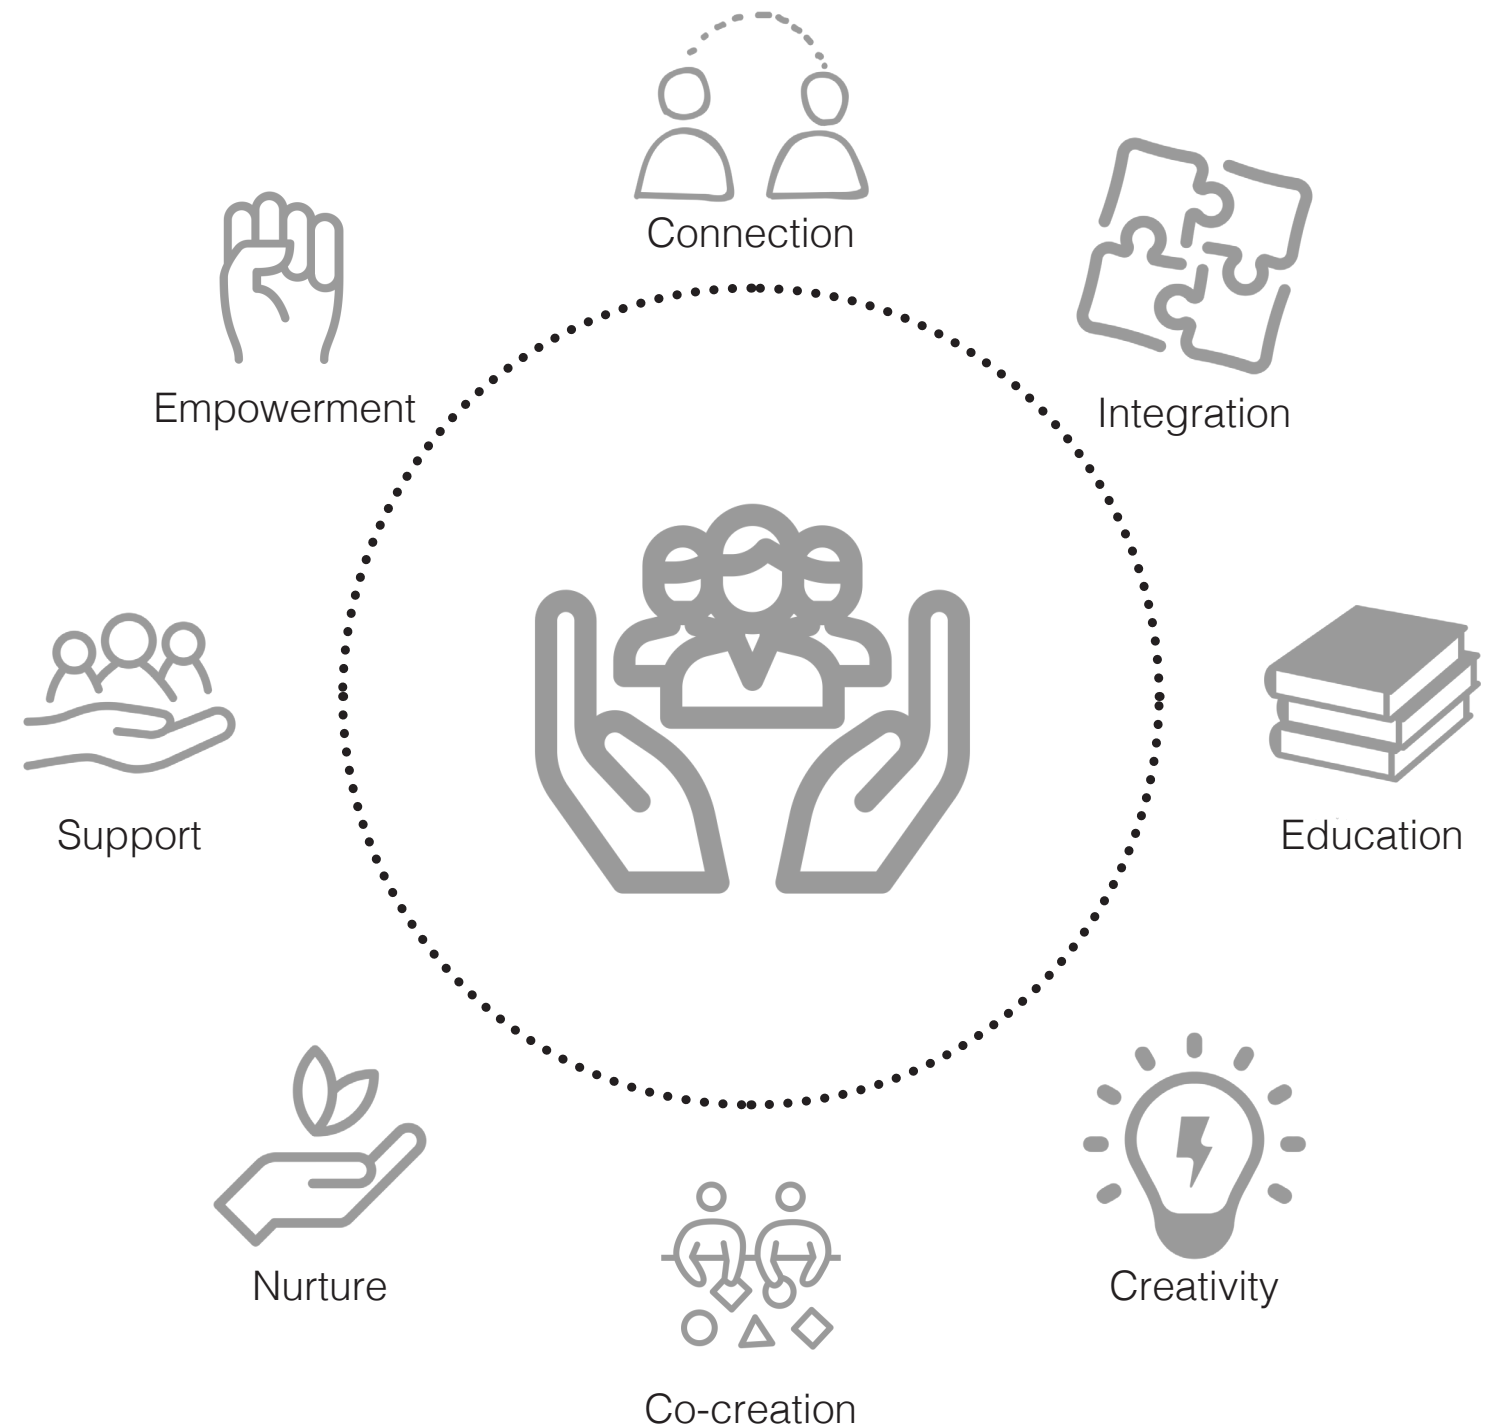 Connection
Empowerment
Integration
Support
Education
Nurture
Creativity
Co-creation